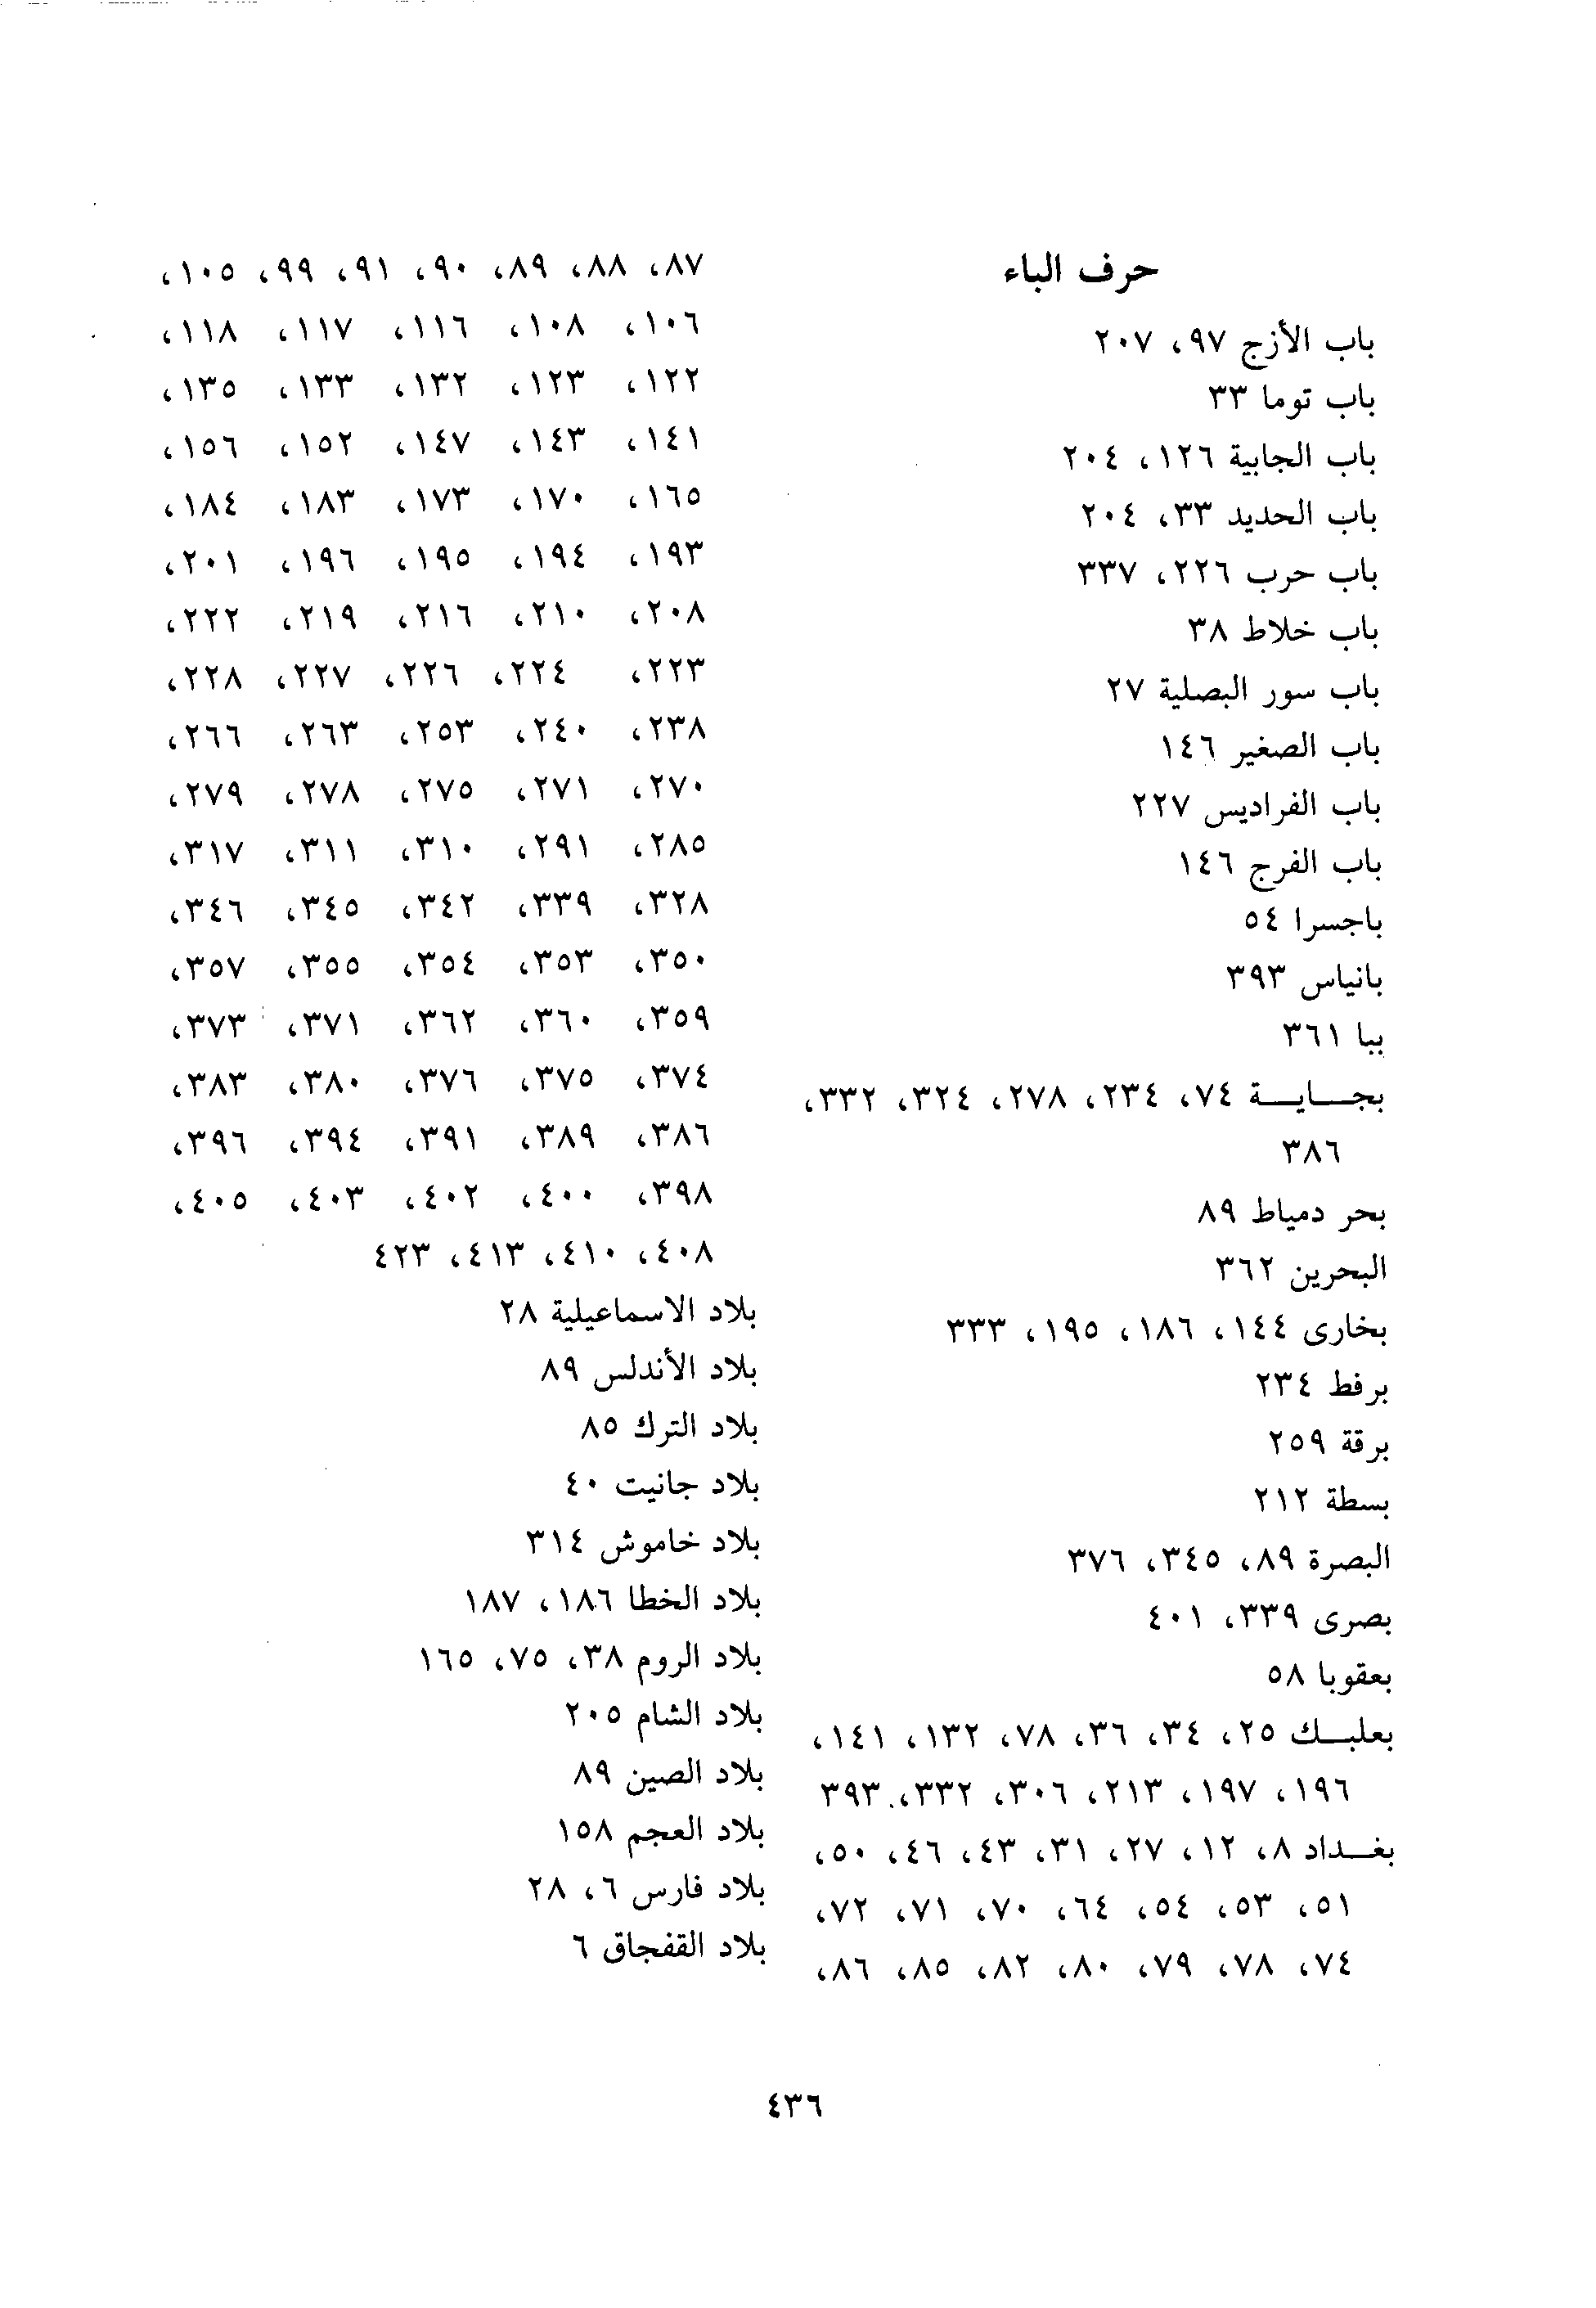 حرف الباء
باب الأزج ٩٧، ٢٠٧
باب توما ٣٣
باب الجابية ١٢٦، ٢٠٤
باب الحديد ٣٣، ٢٠٤
باب حرب ٢٢٦، ٣٣٧
باب خلاط ٣٨
باب سور البصلية ٢٧
باب الصغير ١٤٦
باب الفراديس ٢٢٧
باب الفرج ١٤٦
باجسرا ٥٤
بانياس ٣٩٣
ببا ٣٦١
بجـــايـــة ٧٤، ٢٣٤، ٢٧٨، ٣٢٤، ٣٣٢،
٣٨٦
بحر دمياط ٨٩
البحرين ٣٦٢
بخارى ١٤٤، ١٨٦، ١٩٥، ٣٣٣
برفط ٢٣٤
برقة ٢٥٩
بسطة ٢١٢
البصرة ٨٩، ٣٤٥، ٣٧٦
بصرى ٣٣٩، ٤٠١
بعقوبا ٥٨
بعلبـــك ٢٥، ٣٤، ٣٦، ٧٨، ١٣٢، ١٤١،
١٩٦، ١٩٧، ٢١٣، ٣٠٦، ٣٣٢، ٣٩٣
بغـــداد ٨، ١٢، ٢٧، ٣١، ٤٣، ٤٦، ٥٠،
٥١، ٥٣، ٥٤، ٦٤، ٧٠، ٧١، ٧٢،
٧٤، ٧٨، ٧٩، ٨٠، ٨٢، ٨٥، ٨٦،
٨٧، ٨٨، ٨٩، ٩٠، ٩١، ٩٩، ١٠٥،
١٠٦، ١٠٨، ١١٦، ١١٧، ١١٨،
١٢٢، ١٢٣، ١٣٢، ١٣٣، ١٣٥،
١٤١، ١٤٣، ١٤٧، ١٥٢، ١٥٦،
١٦٥، ١٧٠، ١٧٣، ١٨٣، ١٨٤،
١٩٣، ١٩٤، ١٩٥، ١٩٦، ٢٠١،
٢٠٨، ٢١٠، ٢١٦، ٢١٩، ٢٢٢،
٢٢٣، ٢٢٤، ٢٢٦، ٢٢٧، ٢٢٨،
٢٣٨، ٢٤٠، ٢٥٣، ٢٦٣، ٢٦٦،
٢٧٠، ٢٧١، ٢٧٥، ٢٧٨، ٢٧٩،
٢٨٥، ٢٩١، ٣١٠، ٣١١، ٣١٧،
٣٢٨، ٣٣٩، ٣٤٢، ٣٤٥، ٣٤٦،
٣٥٠، ٣٥٣، ٣٥٤، ٣٥٥، ٣٥٧،
٣٥٩، ٣٦٠، ٣٦٢، ٣٧١، ٣٧٣،
٣٧٤، ٣٧٥، ٣٧٦، ٣٨٠، ٣٨٣،
٣٨٦، ٣٨٩، ٣٩١، ٣٩٤، ٣٩٦،
٣٩٨، ٤٠٠، ٤٠٢، ٤٠٣، ٤٠٥،
٤٠٨، ٤١٠، ٤١٣، ٤٢٣
بلاد الاسماعيلية ٢٨
بلاد الأندلس ٨٩
بلاد الترك ٨٥
بلاد جانيت ٤٠
بلاد خاموش ٣١٤
بلاد الخطا ١٨٦، ١٨٧
بلاد الروم ٣٨، ٧٥، ١٦٥
بلاد الشام ٢٠٥
بلاد الصين ٨٩
بلاد العجم ١٥٨
بلاد فارس ٦، ٢٨
بلاد القفجاق ٦
٤٣٦